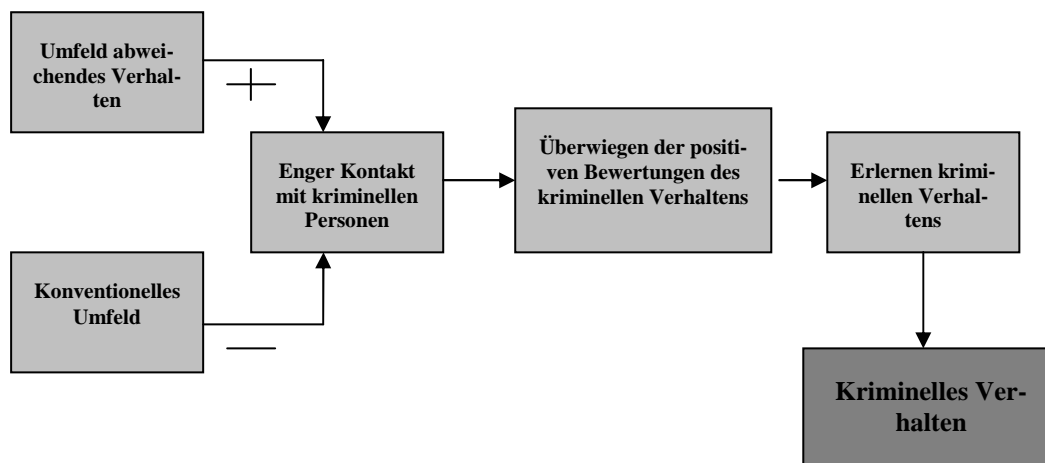 Umfeld abwei-
chendes Verhal-
ten
+
Enger Kontakt
mit kriminellen
Personen
Überwiegen der positi-
ven Bewertungen des
kriminellen Verhaltens
Erlernen krimi-
nellen Verhal-
tens
Konventionelles
Umfeld
—
Kriminelles Ver-
halten